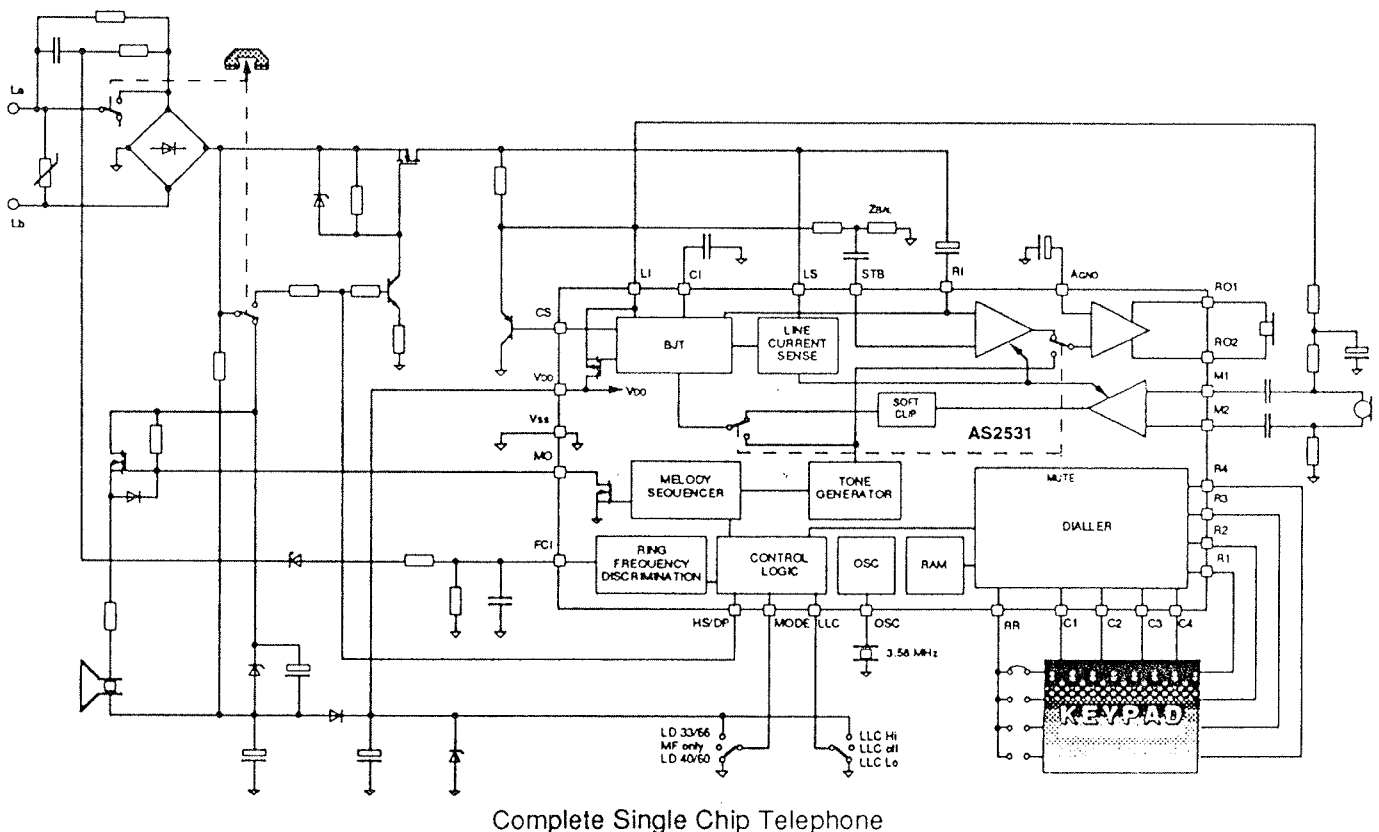 La
Lb
ZBAL
LI
CI
LS
STB
RI
AGND
RO1
CS
BJT
LINE
CURRENT
SENSE
RO2
VDD
VDD
M1
SOFT
CLIP
M2
VSS
AS2531
MO
MELODY
SEQUENCER
TONE
GENERATOR
MUTE
DIALLER
R4
R3
R2
R1
FCI
RING
FREQUENCY
DISCRIMINATION
CONTROL
LOGIC
OSC
RAM
HS/DP
MODE
LLC
OSC
RR
C1
C2
C3
C4
3.58 MHz
KEYPAD
LD 33/66
MF only
LD 40/60
LLC Hi
LLC off
LLC Lo
Complete Single Chip Telephone